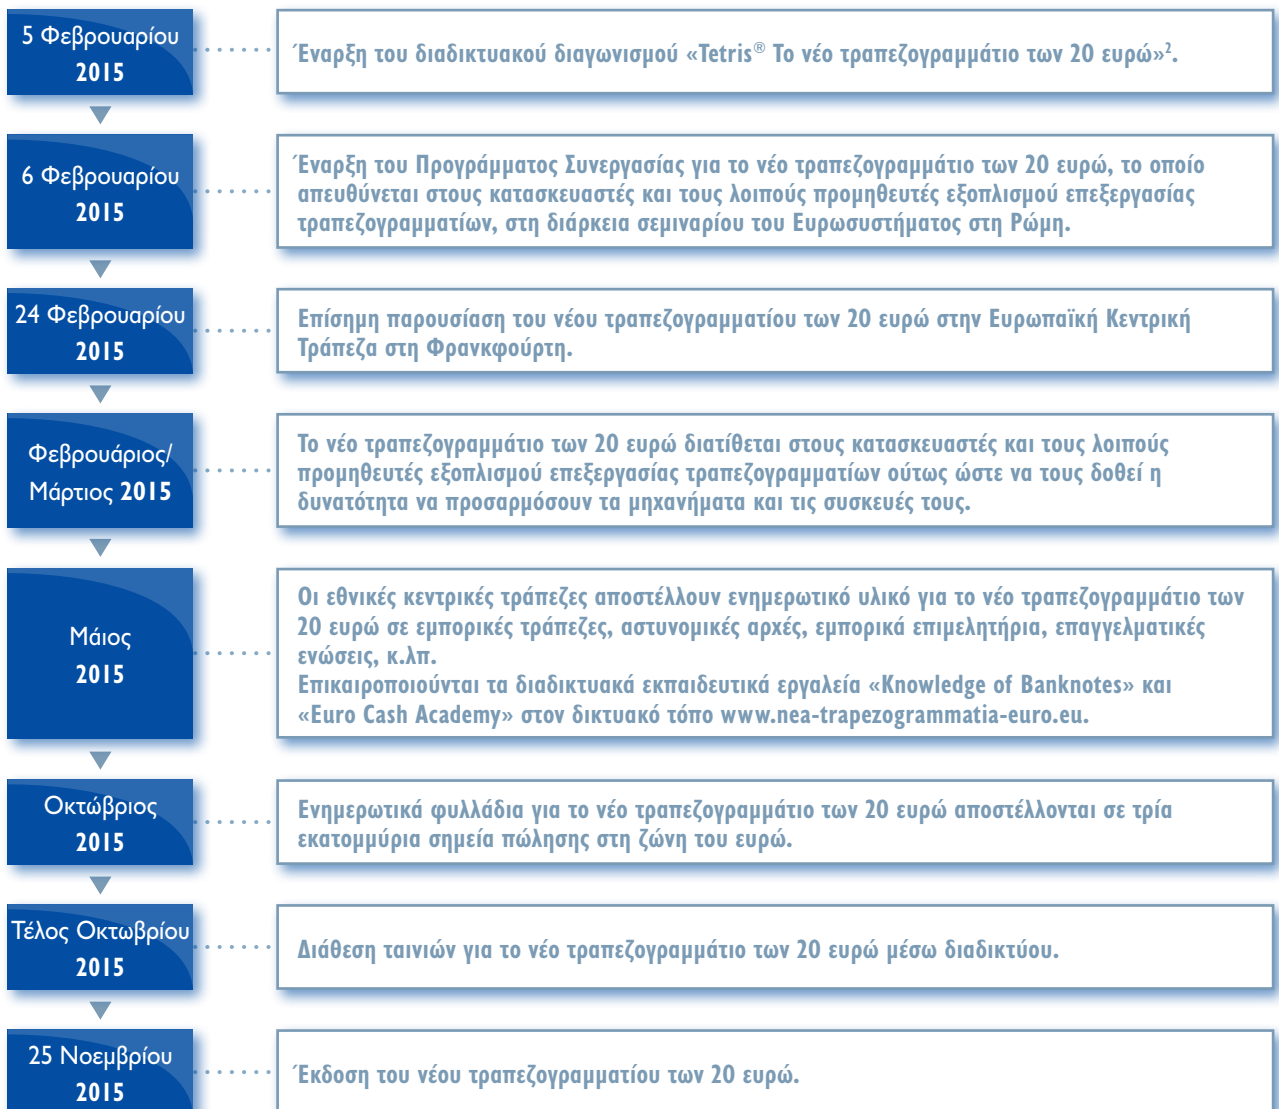 5 Φεβρουαρίου
2015
Έναρξη του διαδικτυακού διαγωνισμού «Tetris® Το νέο τραπεζογραμμάτιο των 20 ευρώ»².
6 Φεβρουαρίου
2015
Έναρξη του Προγράμματος Συνεργασίας για το νέο τραπεζογραμμάτιο των 20 ευρώ, το οποίο
απευθύνεται στους κατασκευαστές και τους λοιπούς προμηθευτές εξοπλισμού επεξεργασίας
τραπεζογραμματίων, στη διάρκεια σεμιναρίου του Ευρωσυστήματος στη Ρώμη.
24 Φεβρουαρίου
2015
Επίσημη παρουσίαση του νέου τραπεζογραμματίου των 20 ευρώ στην Ευρωπαϊκή Κεντρική
Τράπεζα στη Φρανκφούρτη.
Φεβρουάριος/
Μάρτιος 2015
Το νέο τραπεζογραμμάτιο των 20 ευρώ διατίθεται στους κατασκευαστές και τους λοιπούς
προμηθευτές εξοπλισμού επεξεργασίας τραπεζογραμματίων ούτως ώστε να τους δοθεί η
δυνατότητα να προσαρμόσουν τα μηχανήματα και τις συσκευές τους.
Μάιος
2015
Οι εθνικές κεντρικές τράπεζες αποστέλλουν ενημερωτικό υλικό για το νέο τραπεζογραμμάτιο των
20 ευρώ σε εμπορικές τράπεζες, αστυνομικές αρχές, εμπορικά επιμελητήρια, επαγγελματικές
ενώσεις, κ.λπ.
Επικαιροποιούνται τα διαδικτυακά εκπαιδευτικά εργαλεία «Knowledge of Banknotes» και
«Euro Cash Academy» στον δικτυακό τόπο www.nea-trapezogrammatia-euro.eu.
Οκτώβριος
2015
Ενημερωτικά φυλλάδια για το νέο τραπεζογραμμάτιο των 20 ευρώ αποστέλλονται σε τρία
εκατομμύρια σημεία πώλησης στη ζώνη του ευρώ.
Τέλος Οκτωβρίου
2015
Διάθεση ταινιών για το νέο τραπεζογραμμάτιο των 20 ευρώ μέσω διαδικτύου.
25 Νοεμβρίου
2015
Έκδοση του νέου τραπεζογραμματίου των 20 ευρώ.